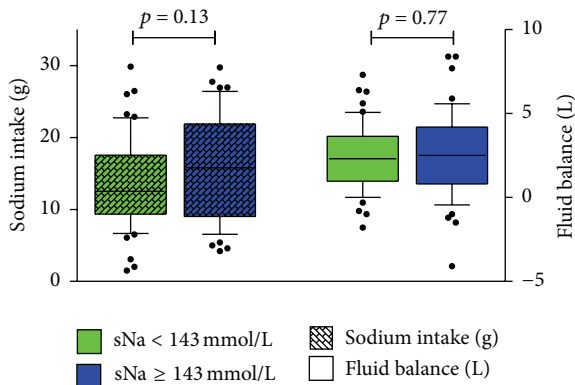 p = 0.13
p = 0.77
Sodium intake (g)
30
20
10
0
Fluid balance (L)
10
5
0
−5
sNa < 143 mmol/L
sNa ≥ 143 mmol/L
Sodium intake (g)
Fluid balance (L)